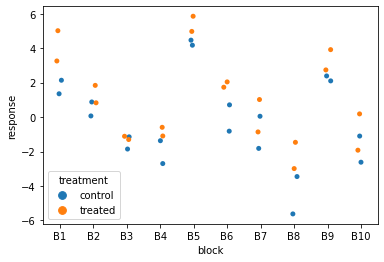 6
4
2
0
−2
−4
−6
response
treatment
control
treated
B1 B2 B3 B4 B5 B6 B7 B8 B9 B10
block